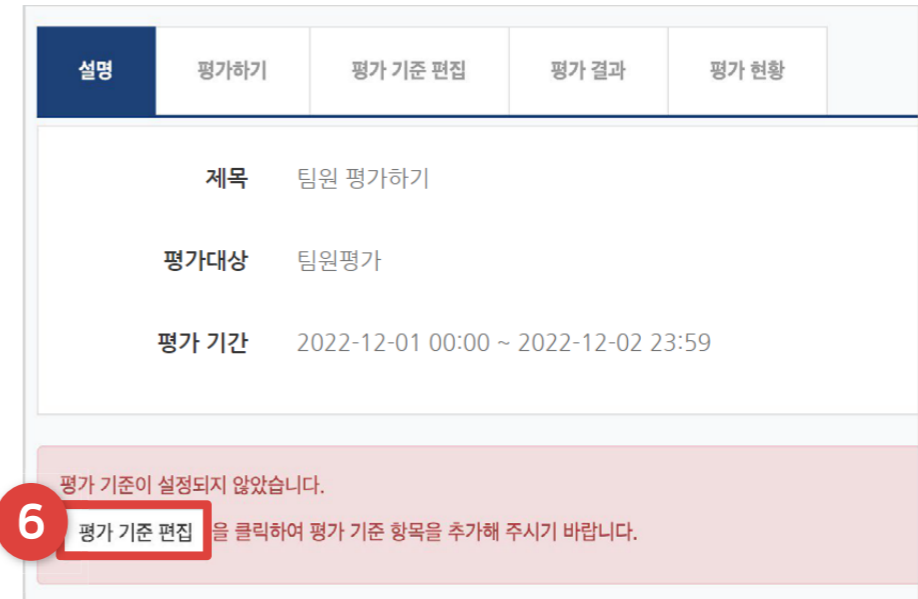 설명 평가하기 평가 기준 편집 평가 결과 평가 현황
제목 팀원 평가하기
평가대상 팀원평가
평가 기간 2022-12-01 00:00 ~ 2022-12-02 23:59
평가 기준이 설정되지 않았습니다.
6 평가 기준 편집 을 클릭하여 평가 기준 항목을 추가해 주시기 바랍니다.